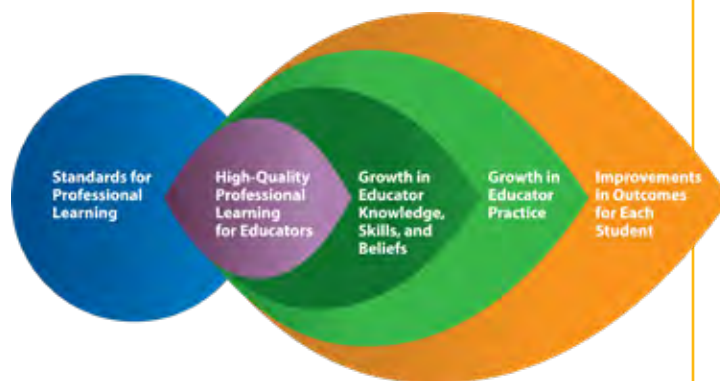 Standards for
Professional
Learning
High-Quality
Professional
Learning
for Educators
Growth in
Educator
Knowledge,
Skills, and
Beliefs
Growth in
Educator
Practice
Improvements
in Outcomes
for Each
Student